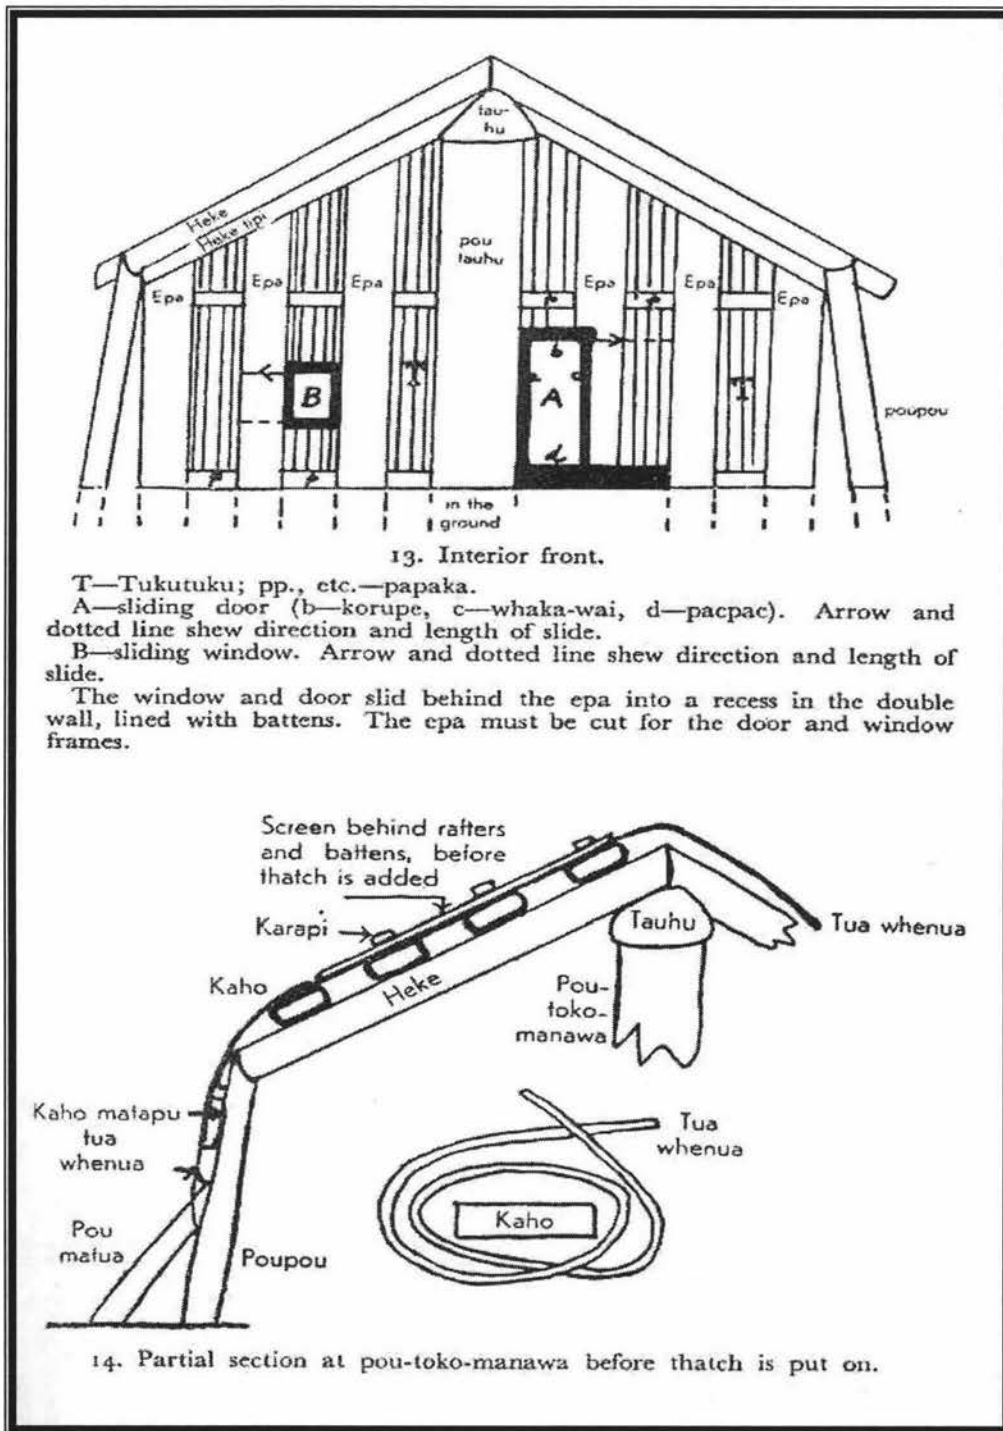 tau-
hu
Heke
Heke tipi
pou
tauhu
Epa
Epa
Epa
Epa
Epa
Epa
p
p
b
T
T
B
A
d
p
p
poupou
in the
ground
13. Interior front.
T—Tukutuku; pp., etc.—papaka.
A—sliding door (b—korupe, c—whaka-wai, d—paepae). Arrow and
dotted line shew direction and length of slide.
B—sliding window. Arrow and dotted line shew direction and length of
slide.
The window and door slid behind the epa into a recess in the double
wall, lined with battens. The epa must be cut for the door and window
frames.
Screen behind rafters
and battens, before
thatch is added
Karapi
Kaho
Heke
Tauhu
Tua whenua
Pou-
toko-
manawa
Kaho matapu
tua
whenua
Tua
whenua
Kaho
Pou
matua
Poupou
14. Partial section at pou-toko-manawa before thatch is put on.